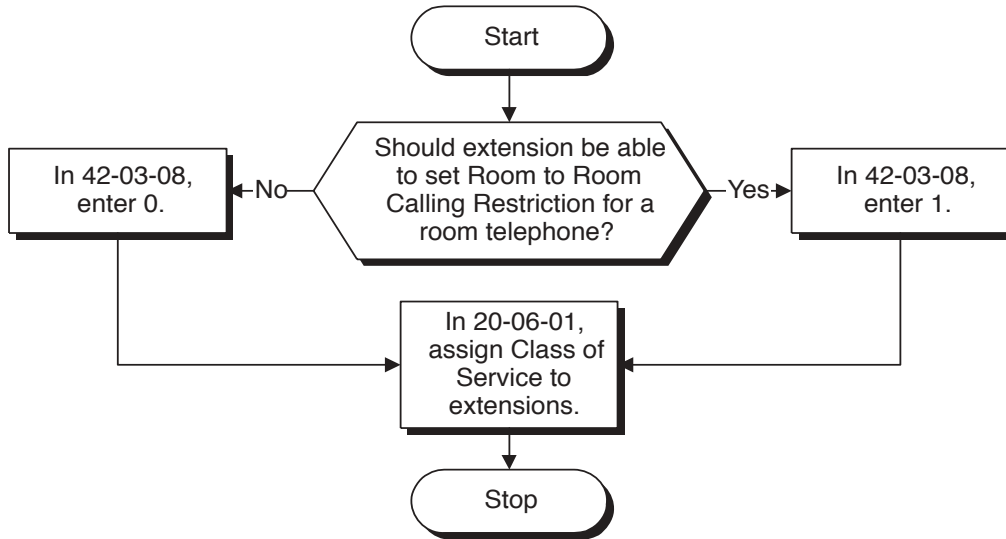 Start
Should extension be able
to set Room to Room
Calling Restriction for a
room telephone?
No
Yes
In 42-03-08,
enter 0.
In 42-03-08,
enter 1.
In 20-06-01,
assign Class of
Service to
extensions.
Stop